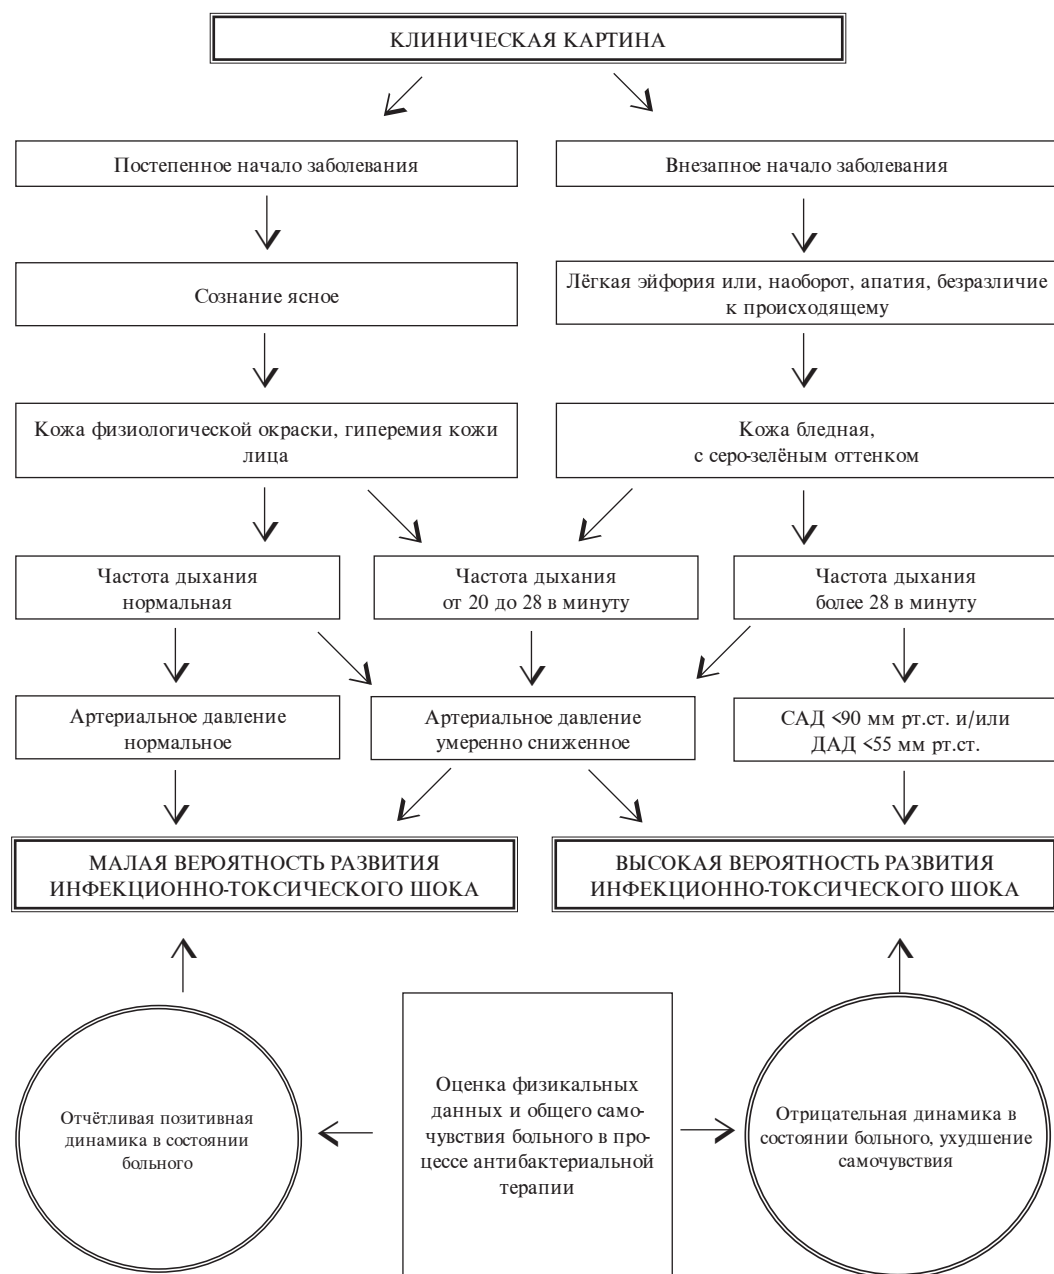 КЛИНИЧЕСКАЯ КАРТИНА
Постепенное начало заболевания
Внезапное начало заболевания
Сознание ясное
Лёгкая эйфория или, наоборот, апатия, безразличие
к происходящему
Кожа физиологической окраски, гиперемия кожи
лица
Кожа бледная,
с серо-зелёным оттенком
Частота дыхания
нормальная
Частота дыхания
от 20 до 28 в минуту
Частота дыхания
более 28 в минуту
Артериальное давление
нормальное
Артериальное давление
умеренно сниженное
САД <90 мм рт.ст. и/или
ДАД <55 мм рт.ст.
МАЛАЯ ВЕРОЯТНОСТЬ РАЗВИТИЯ
ИНФЕКЦИОННО-ТОКСИЧЕСКОГО ШОКА
ВЫСОКАЯ ВЕРОЯТНОСТЬ РАЗВИТИЯ
ИНФЕКЦИОННО-ТОКСИЧЕСКОГО ШОКА
Отчётливая позитивная
динамика в состоянии
больного
Оценка физикальных
данных и общего само-
чувствия больного в про-
цессе антибактериальной
терапии
Отрицательная динамика в
состоянии больного, ухудшение
самочувствия